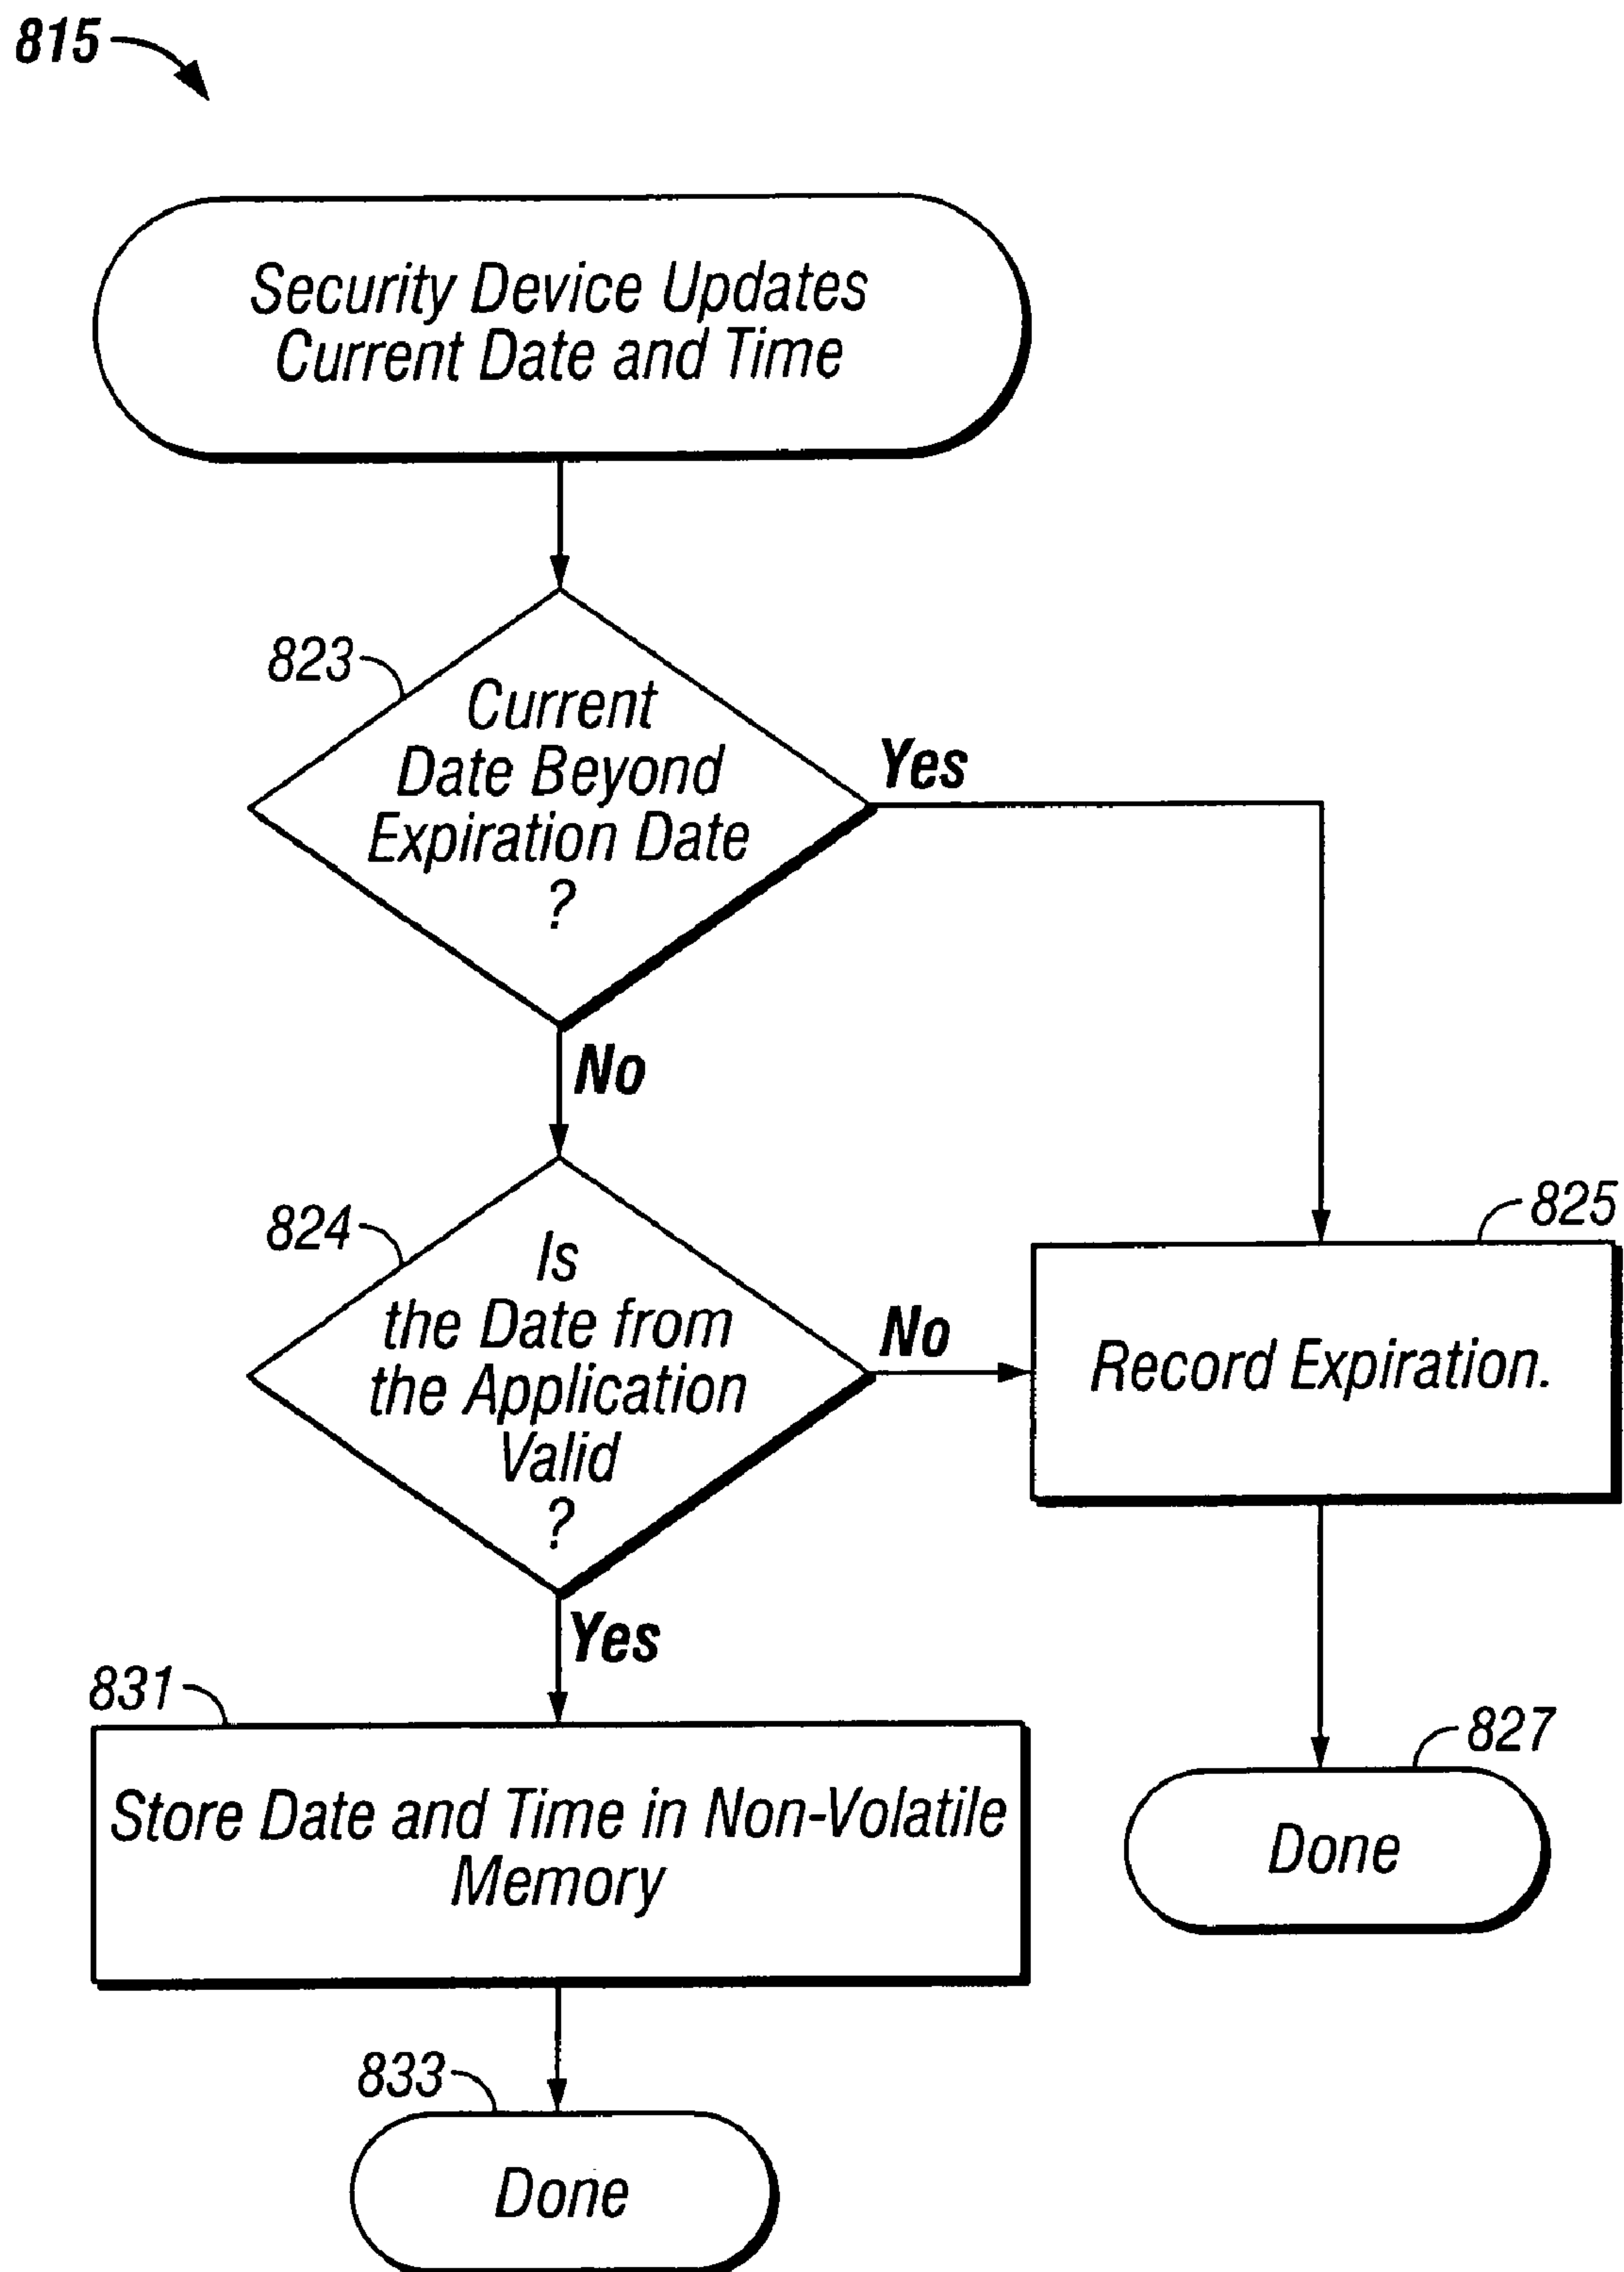 815
Security Device Updates
Current Date and Time
823
Current
Date Beyond
Expiration Date
?
Yes
No
824
Is
the Date from
the Application
Valid
?
No
825
Record Expiration.
Yes
831
Store Date and Time in Non-Volatile
Memory
827
Done
833
Done